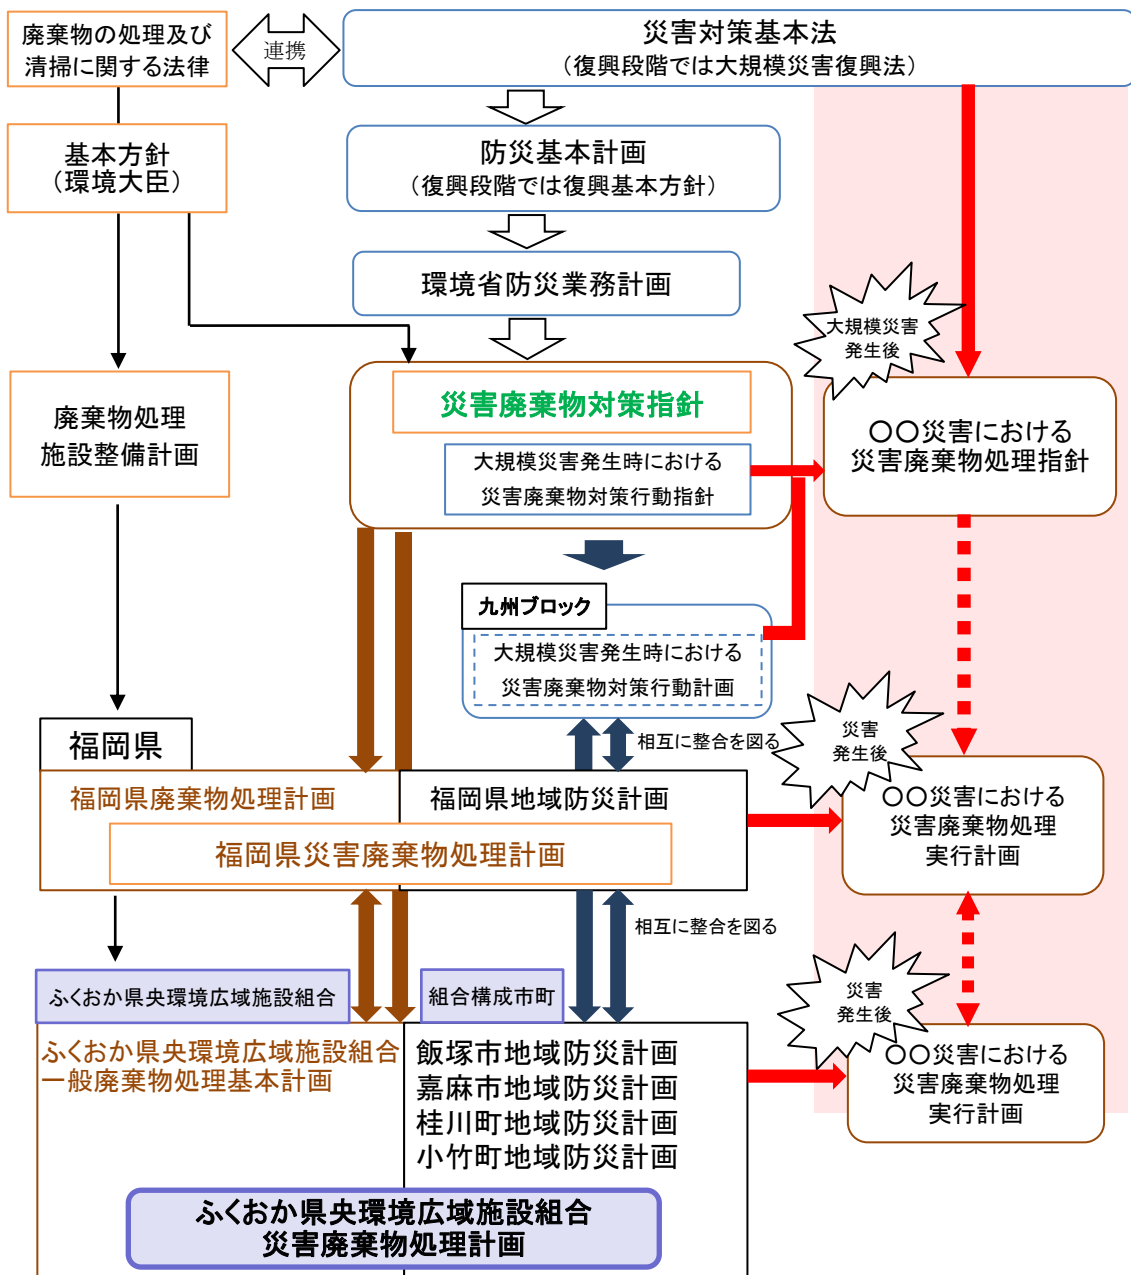 廃棄物の処理及び
清掃に関する法律
連携
災害対策基本法
（復興段階では大規模災害復興法）
基本方針
（環境大臣）
防災基本計画
（復興段階では復興基本方針）
環境省防災業務計画
大規模災害
発生後
廃棄物処理
施設整備計画
災害廃棄物対策指針
大規模災害発生時における
災害廃棄物対策行動指針
〇〇災害における
災害廃棄物処理指針
九州ブロック
大規模災害発生時における
災害廃棄物対策行動計画
福岡県
相互に整合を図る
災害
発生後
福岡県廃棄物処理計画
福岡県地域防災計画
福岡県災害廃棄物処理計画
〇〇災害における
災害廃棄物処理
実行計画
相互に整合を図る
ふくおか県央環境広域施設組合
組合構成市町
災害
発生後
ふくおか県央環境広域施設組合
一般廃棄物処理基本計画
飯塚市地域防災計画
嘉麻市地域防災計画
桂川町地域防災計画
小竹町地域防災計画
〇〇災害における
災害廃棄物処理
実行計画
ふくおか県央環境広域施設組合
災害廃棄物処理計画